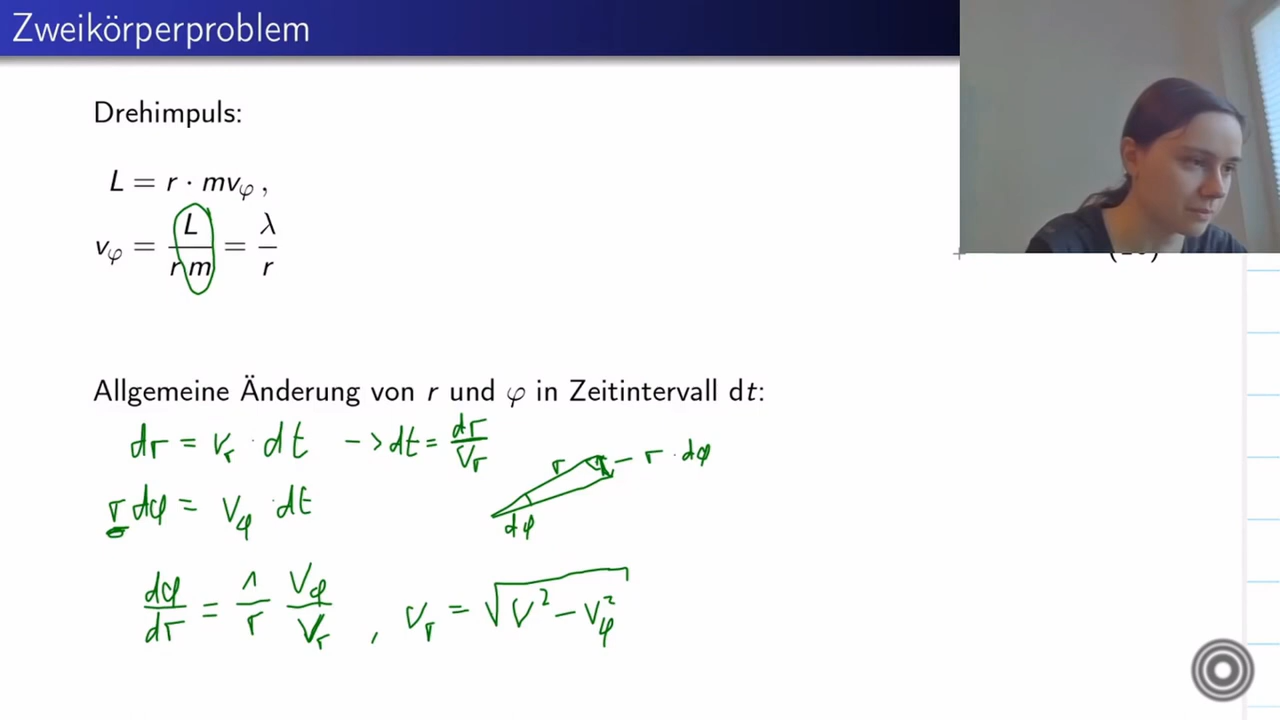 Zweikörperproblem
Drehimpuls:
L = r · mv_φ ,
v_φ = L / (r m) = λ / r
Allgemeine Änderung von r und φ in Zeitintervall dt:
dr = v_r · dt -> dt = dr / v_r
r dφ = v_φ · dt
r
r · dφ
dφ
dφ / dr = 1 / r v_φ / v_r , v_r = √(v² − v_φ²)